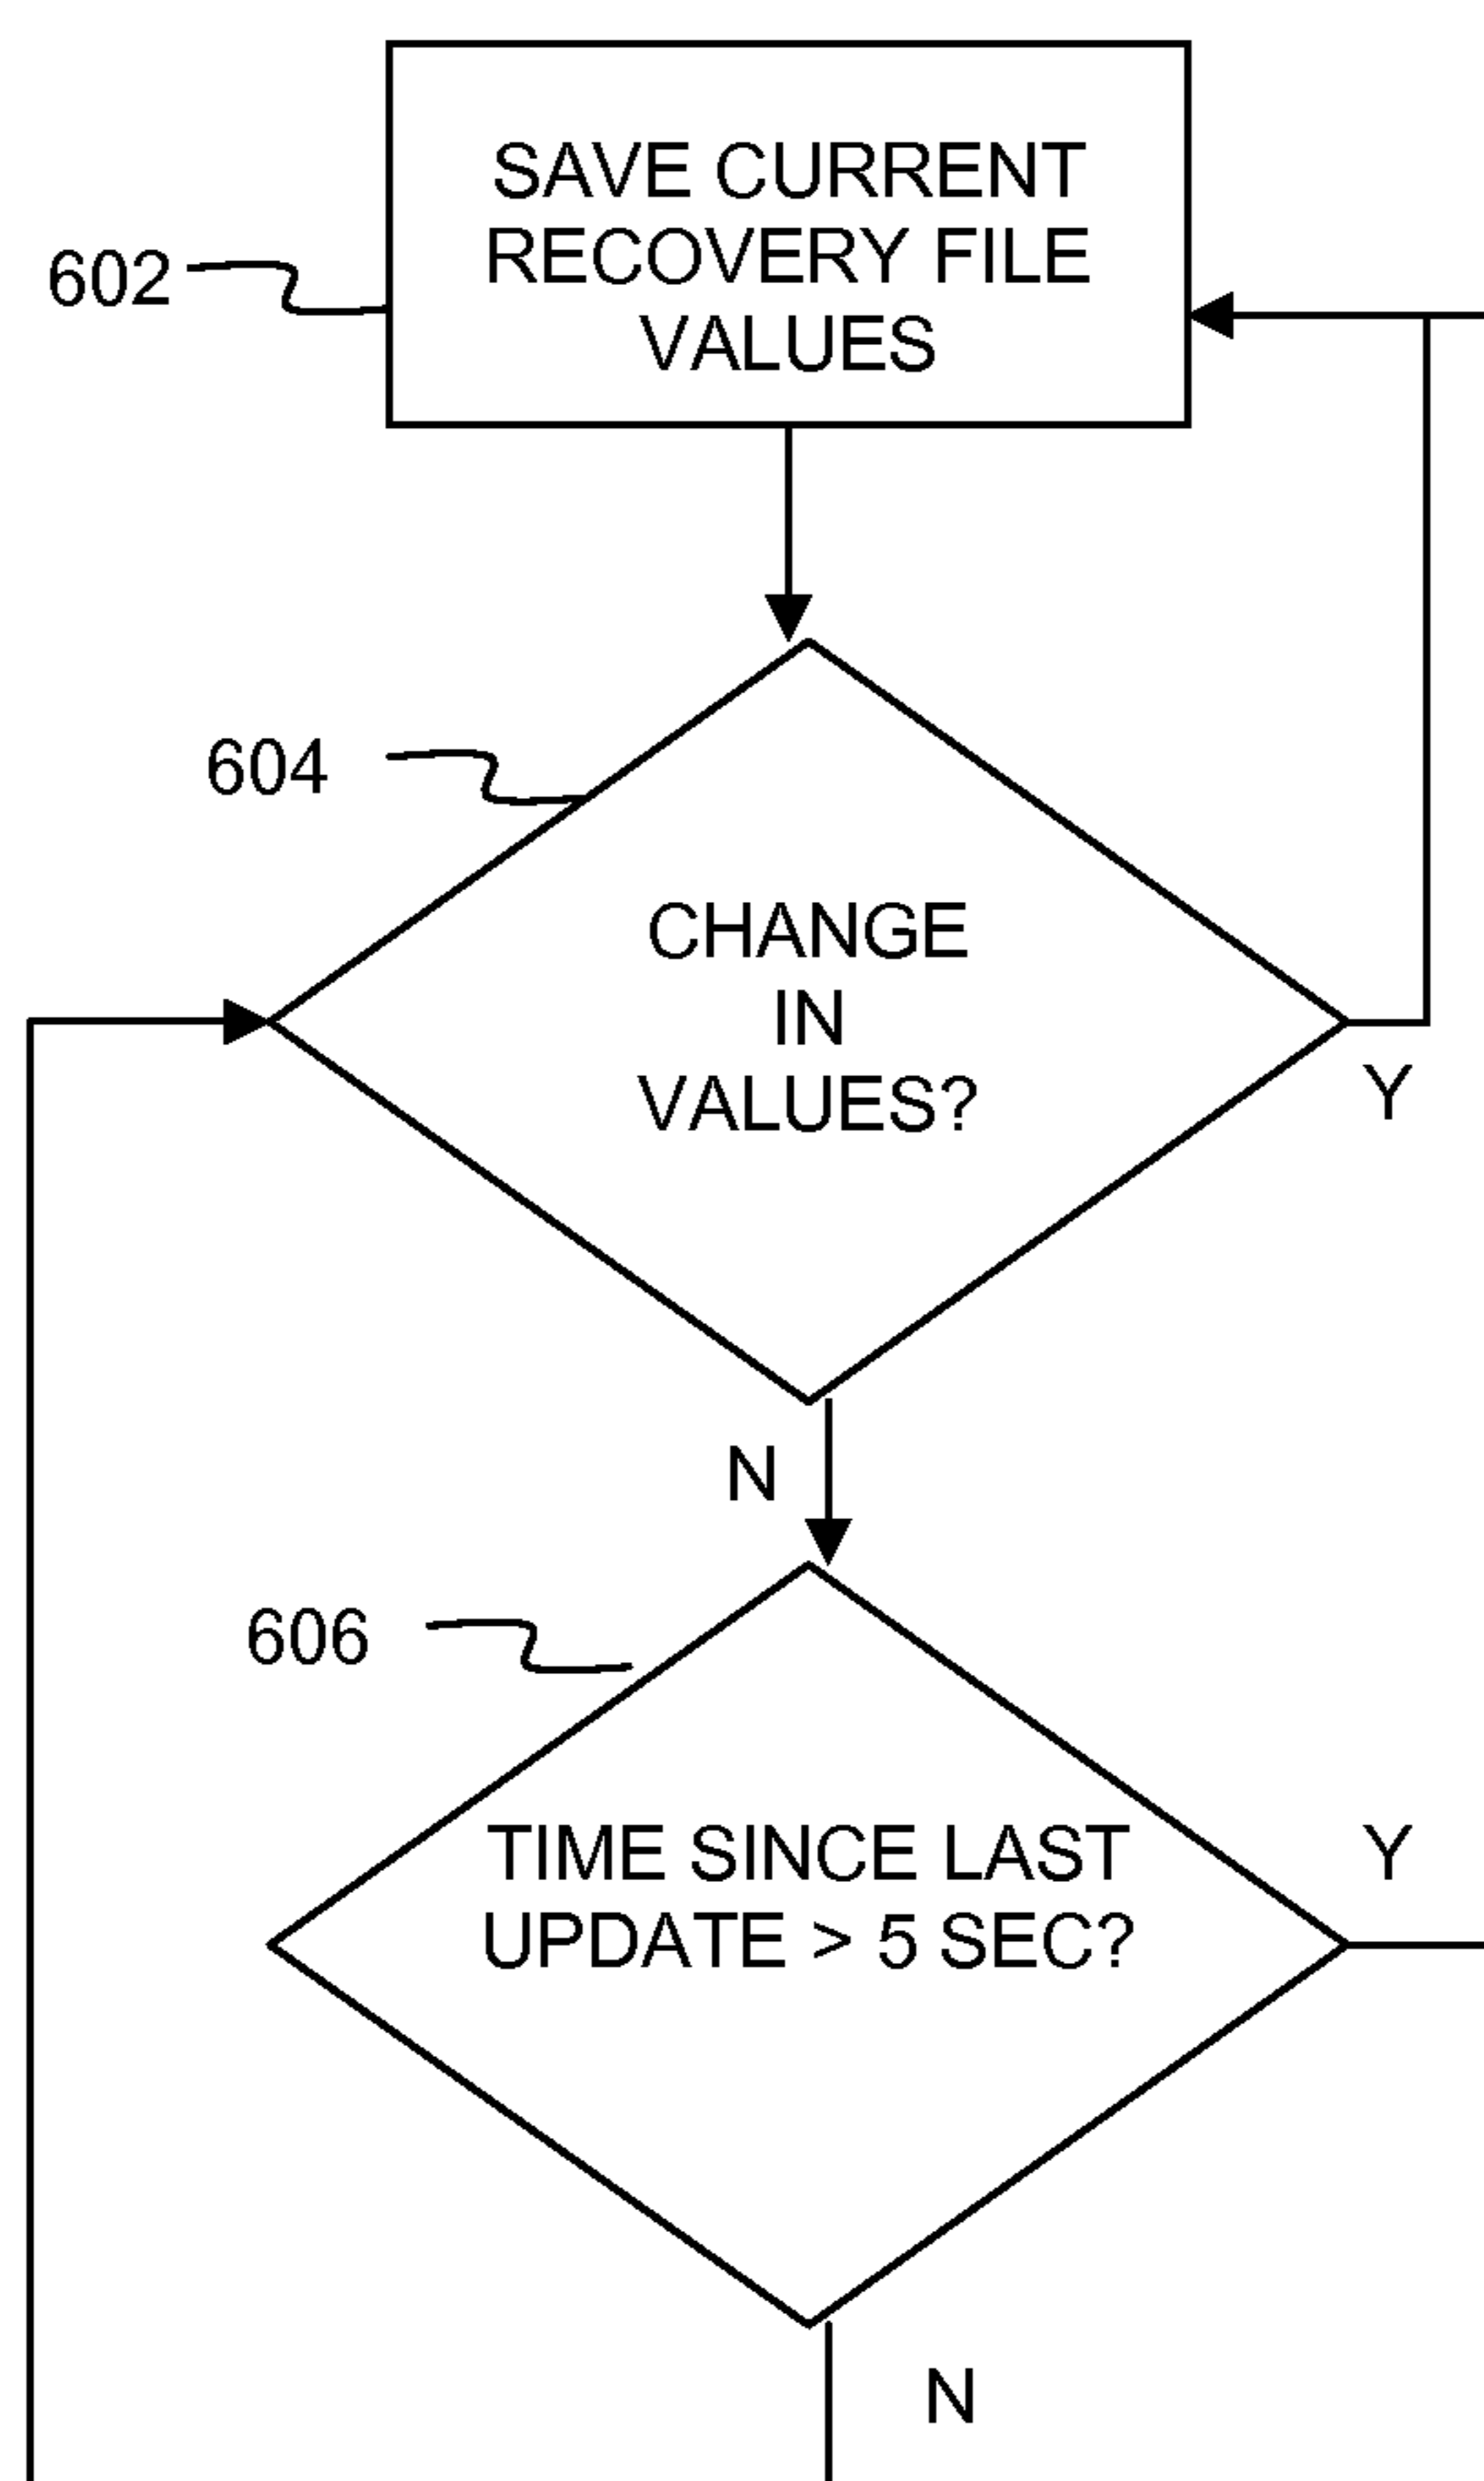 SAVE CURRENT
RECOVERY FILE
VALUES
602
604
CHANGE
IN
VALUES?
Y
N
606
TIME SINCE LAST
UPDATE > 5 SEC?
Y
N